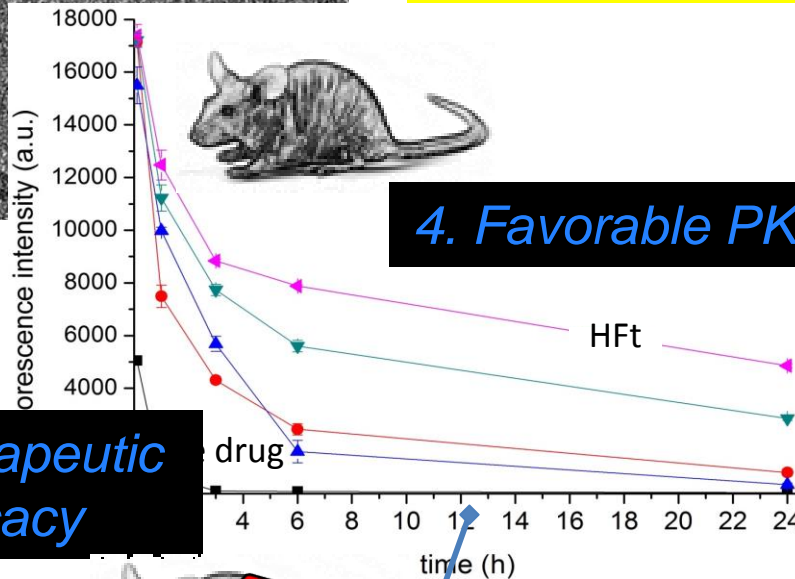 18000
16000
14000
12000
10000
8000
6000
4000
orescence intensity (a.u.)
4. Favorable PK
HFt
apeutic
drug
acy
4 6 8 10 12 14 16 18 20 22 24
time (h)